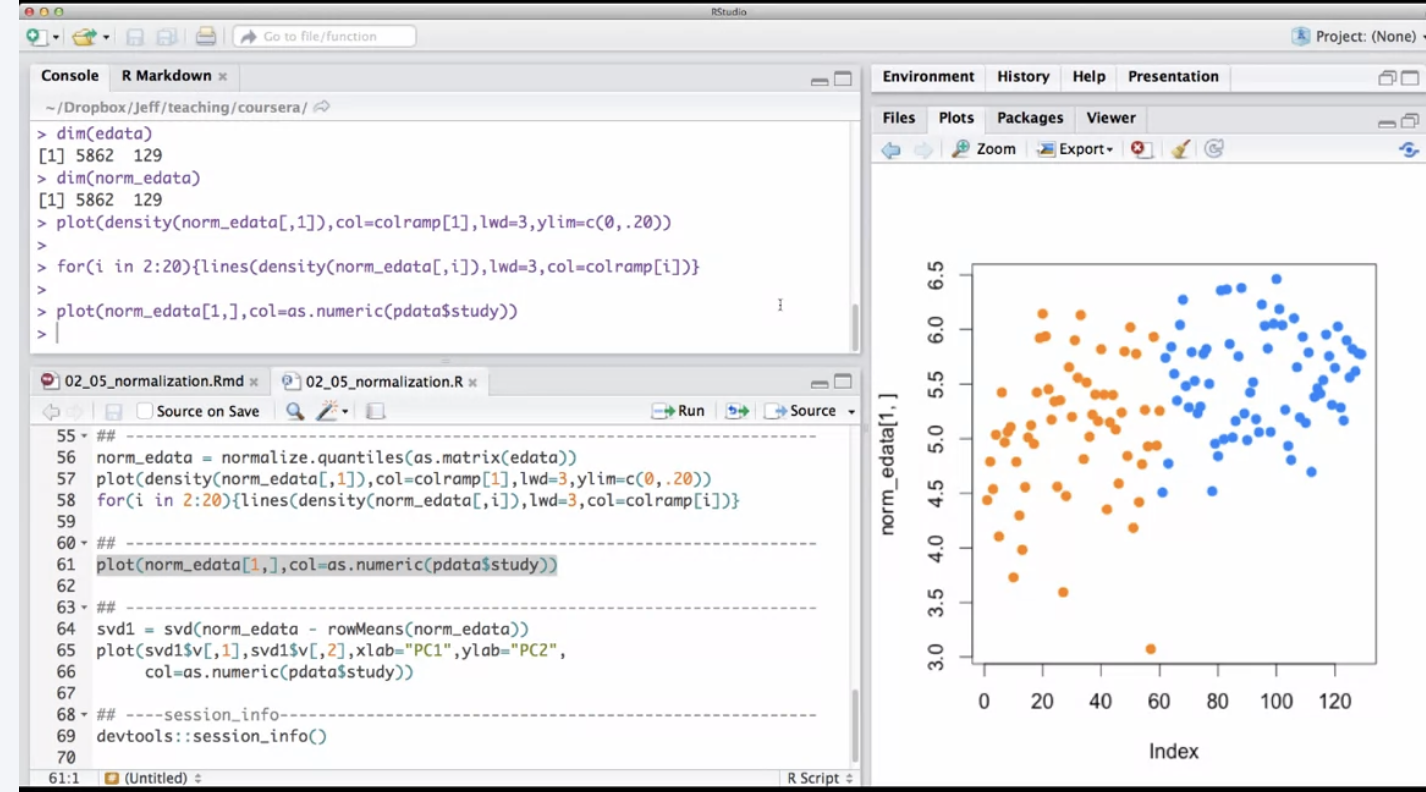 RStudio
Go to file/function
Project: (None)
Console R Markdown
~/Dropbox/Jeff/teaching/coursera/
> dim(edata)
[1] 5862 129
> dim(norm_edata)
[1] 5862 129
> plot(density(norm_edata[,1]),col=colramp[1],lwd=3,ylim=c(0,.20))
>
> for(i in 2:20){lines(density(norm_edata[,i]),lwd=3,col=colramp[i])}
>
> plot(norm_edata[1,],col=as.numeric(pdata$study))
>
02_05_normalization.Rmd 02_05_normalization.R
Source on Save Run Source
55 ## ------------------------------------------------------------------------
56 norm_edata = normalize.quantiles(as.matrix(edata))
57 plot(density(norm_edata[,1]),col=colramp[1],lwd=3,ylim=c(0,.20))
58 for(i in 2:20){lines(density(norm_edata[,i]),lwd=3,col=colramp[i])}
59
60 ## ------------------------------------------------------------------------
61 plot(norm_edata[1,],col=as.numeric(pdata$study))
62
63 ## ------------------------------------------------------------------------
64 svd1 = svd(norm_edata - rowMeans(norm_edata))
65 plot(svd1$v[,1],svd1$v[,2],xlab="PC1",ylab="PC2",
66 col=as.numeric(pdata$study))
67
68 ## ----session_info-------------------------------------------------------
69 devtools::session_info()
70
61:1 (Untitled) R Script
Environment History Help Presentation
Files Plots Packages Viewer
Zoom Export
norm_edata[1, ]
6.5
6.0
5.5
5.0
4.5
4.0
3.5
3.0
0 20 40 60 80 100 120
Index